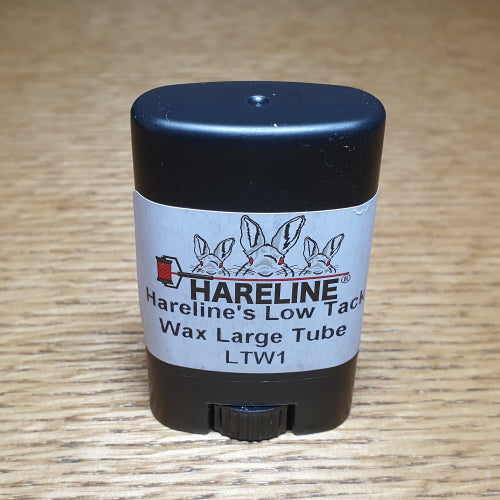 HARELINE®
Hareline's Low Tack
Wax Large Tube
LTW1